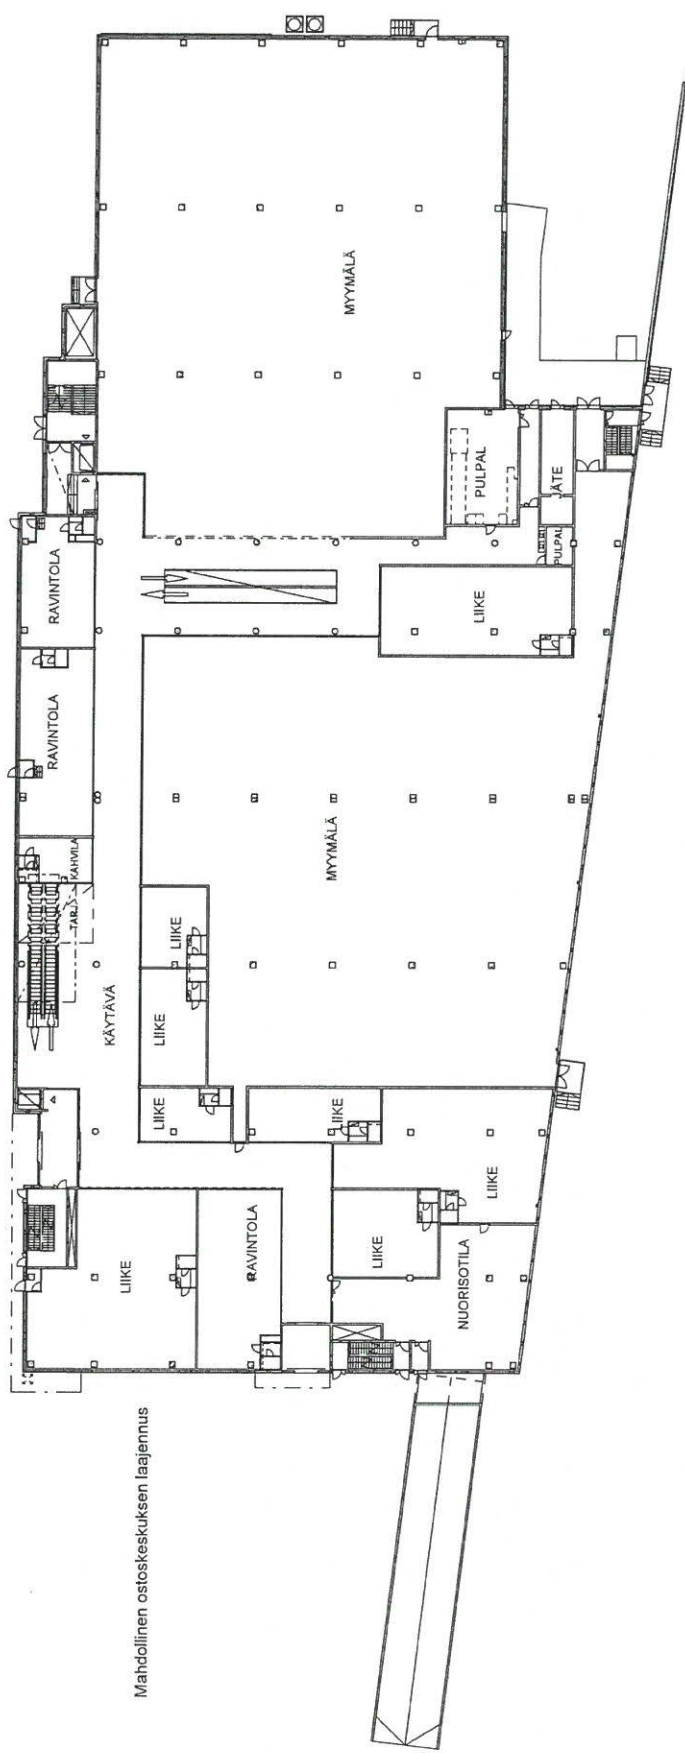 MYYMÄLÄ
PULPAL
JÄTE
PULPAL
RAVINTOLA
LIIKE
RAVINTOLA
KAHVILA
TARJ.
MYYMÄLÄ
LIIKE
KÄYTÄVÄ
LIIKE
LIIKE
LIIKE
LIIKE
LIIKE
RAVINTOLA
LIIKE
NUORISOTILA
Mahdollinen ostoskeskuksen laajennus